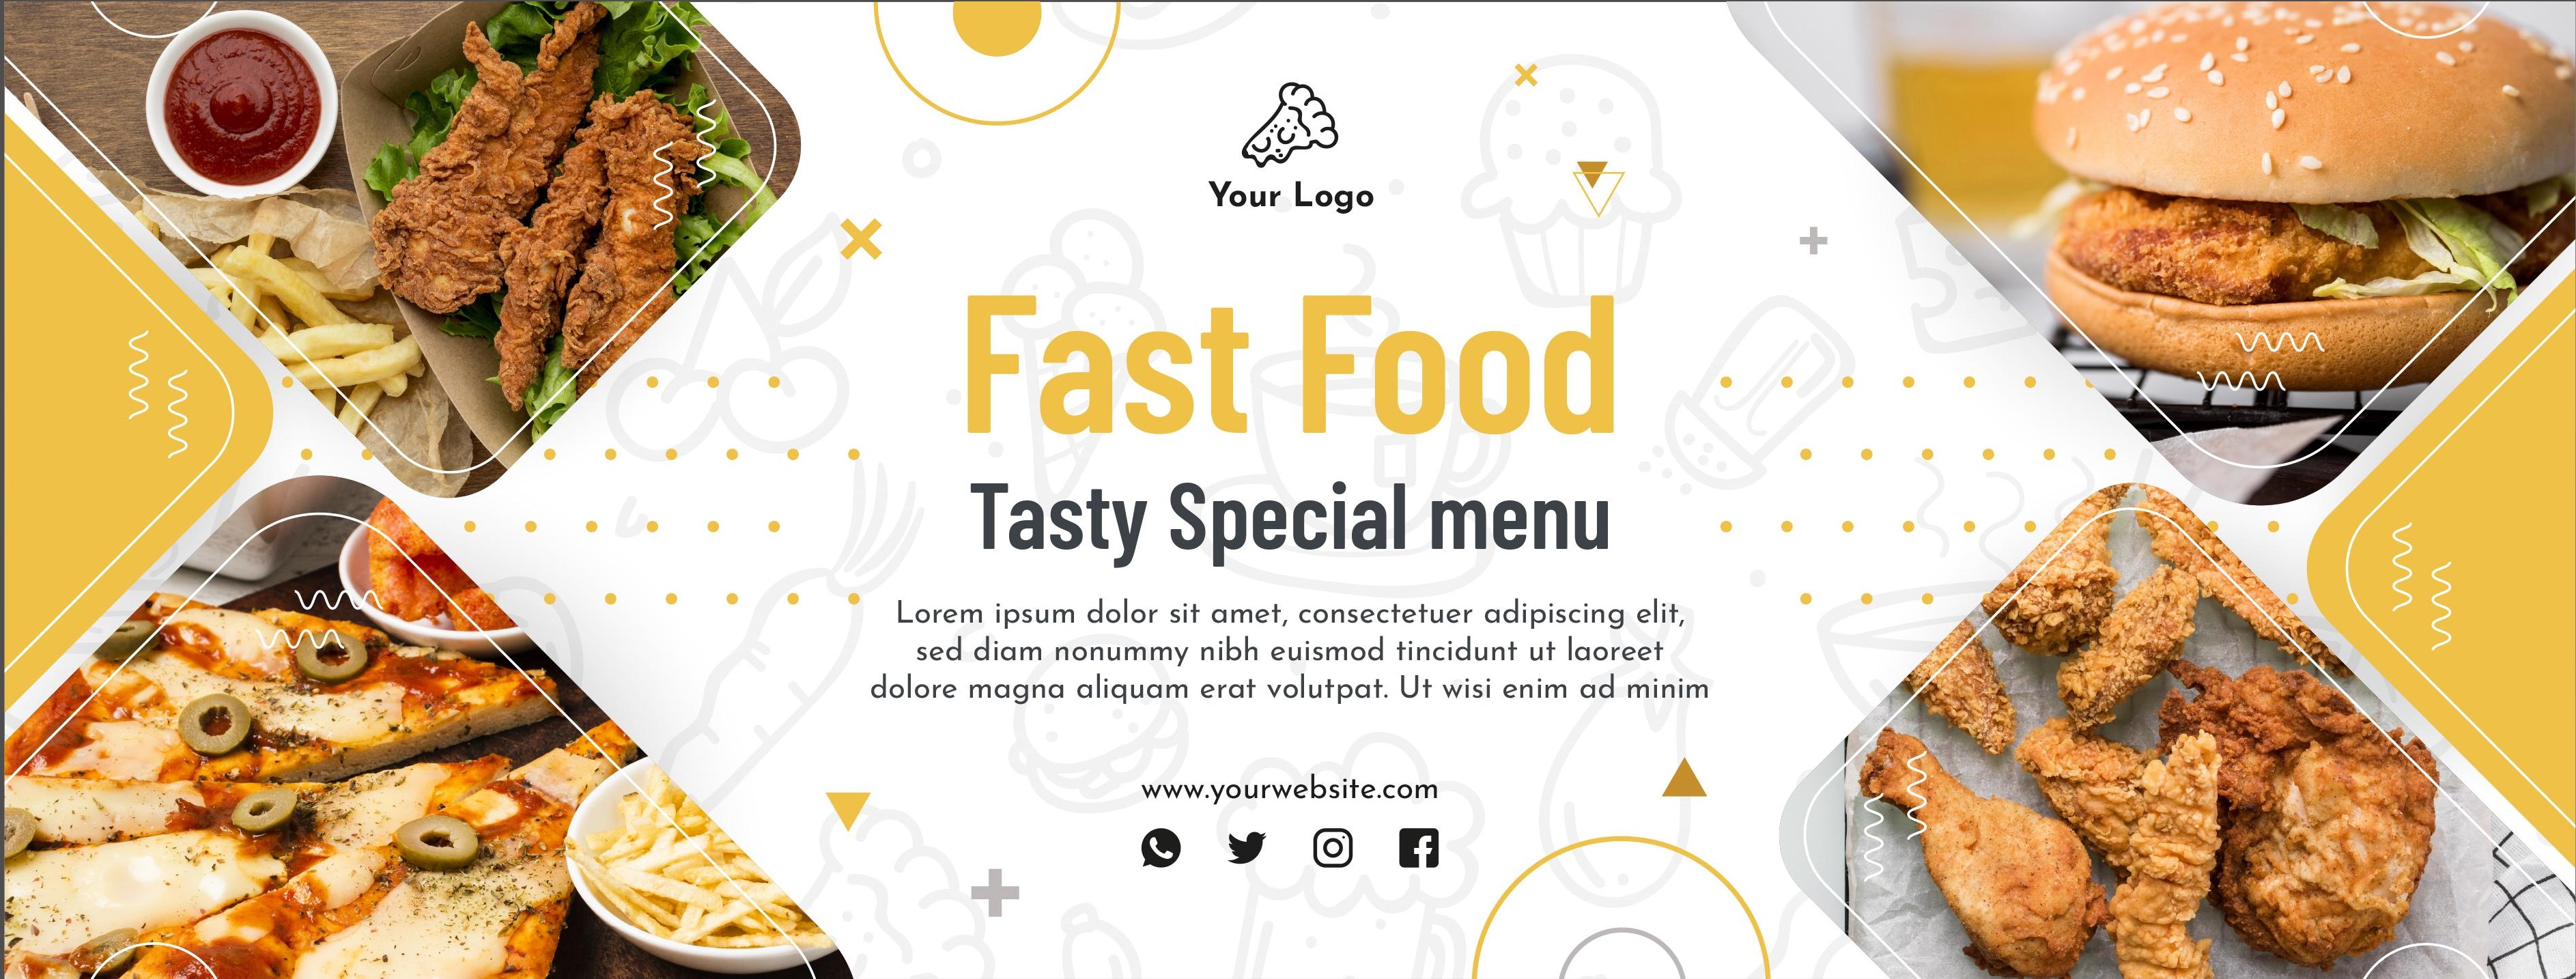 Your Logo
Fast Food
Tasty Special menu
Lorem ipsum dolor sit amet, consectetuer adipiscing elit,
sed diam nonummy nibh euismod tincidunt ut laoreet
dolore magna aliquam erat volutpat. Ut wisi enim ad minim
www.yourwebsite.com